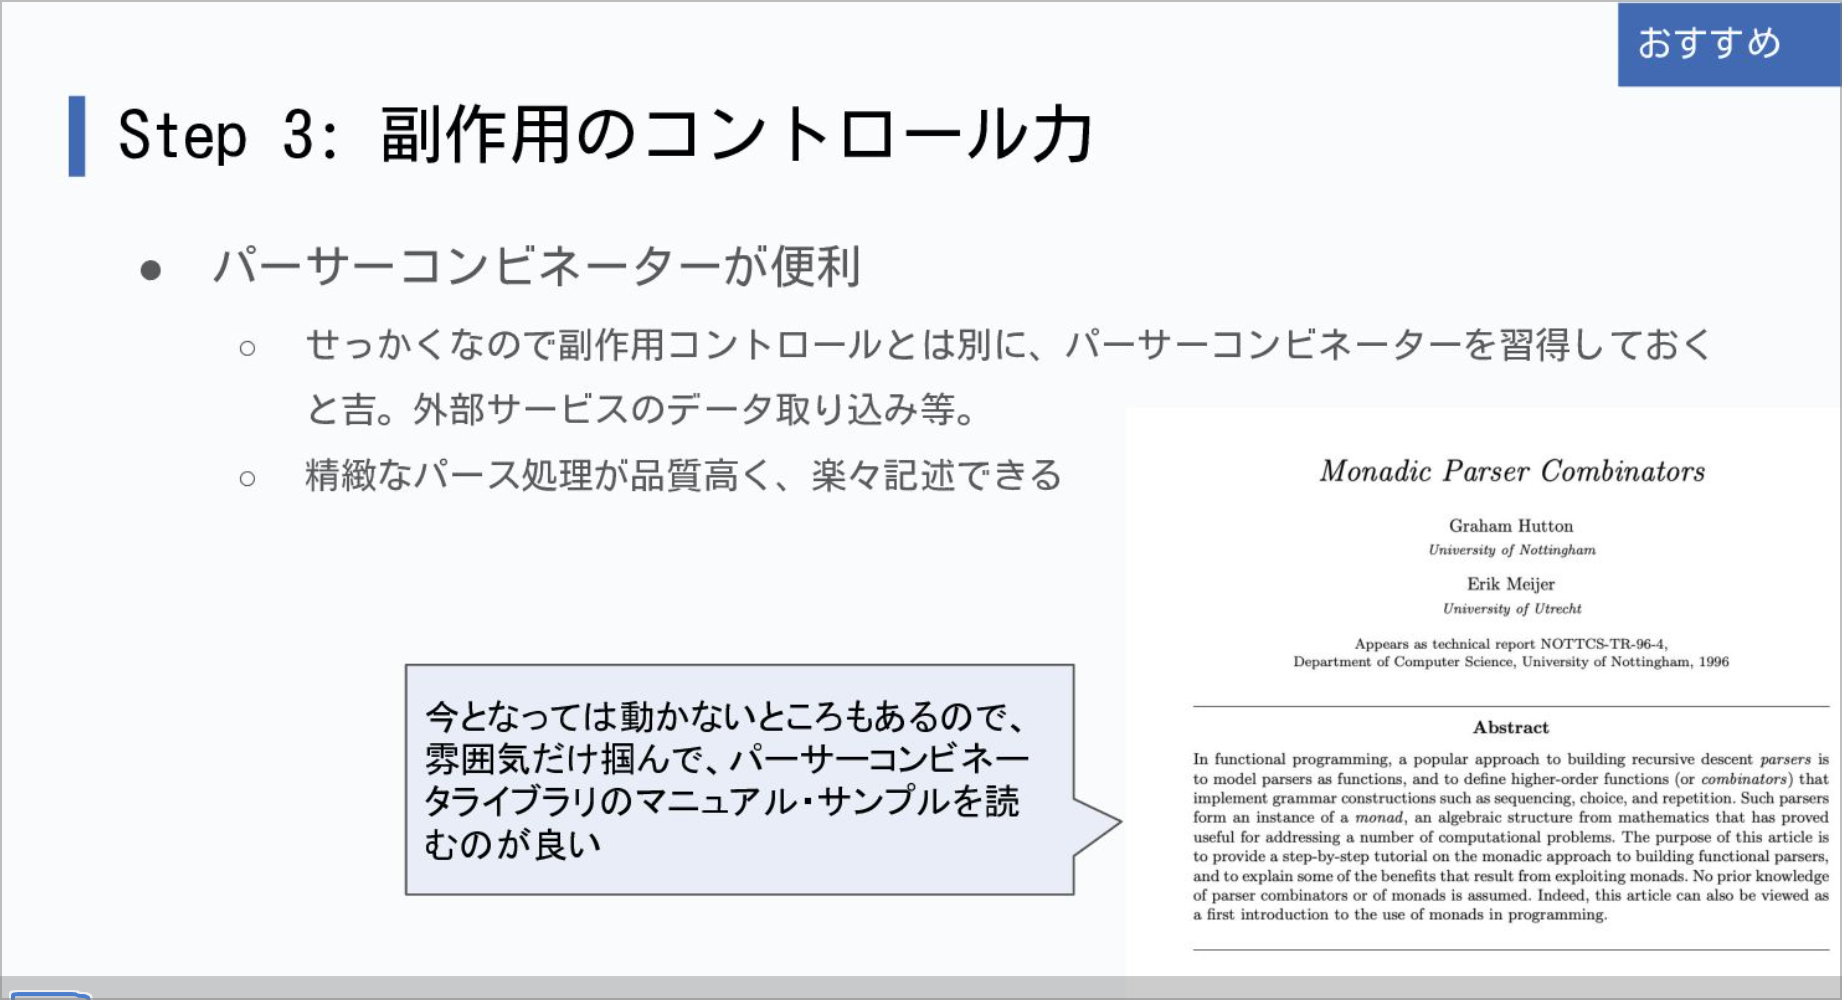 おすすめ
Step 3: 副作用のコントロール力
● パーサーコンビネーターが便利
○ せっかくなので副作用コントロールとは別に、パーサーコンビネーターを習得しておく
と吉。外部サービスのデータ取り込み等。
○ 精緻なパース処理が品質高く、楽々記述できる
今となっては動かないところもあるので、
雰囲気だけ掴んで、パーサーコンビネー
タライブラリのマニュアル・サンプルを読
むのが良い
Monadic Parser Combinators
Graham Hutton
University of Nottingham
Erik Meijer
University of Utrecht
Appears as technical report NOTTCS-TR-96-4,
Department of Computer Science, University of Nottingham, 1996
Abstract
In functional programming, a popular approach to building recursive descent parsers is
to model parsers as functions, and to define higher-order functions (or combinators) that
implement grammar constructions such as sequencing, choice, and repetition. Such parsers
form an instance of a monad, an algebraic structure from mathematics that has proved
useful for addressing a number of computational problems. The purpose of this article is
to provide a step-by-step tutorial on the monadic approach to building functional parsers,
and to explain some of the benefits that result from exploiting monads. No prior knowledge
of parser combinators or of monads is assumed. Indeed, this article can also be viewed as
a first introduction to the use of monads in programming.